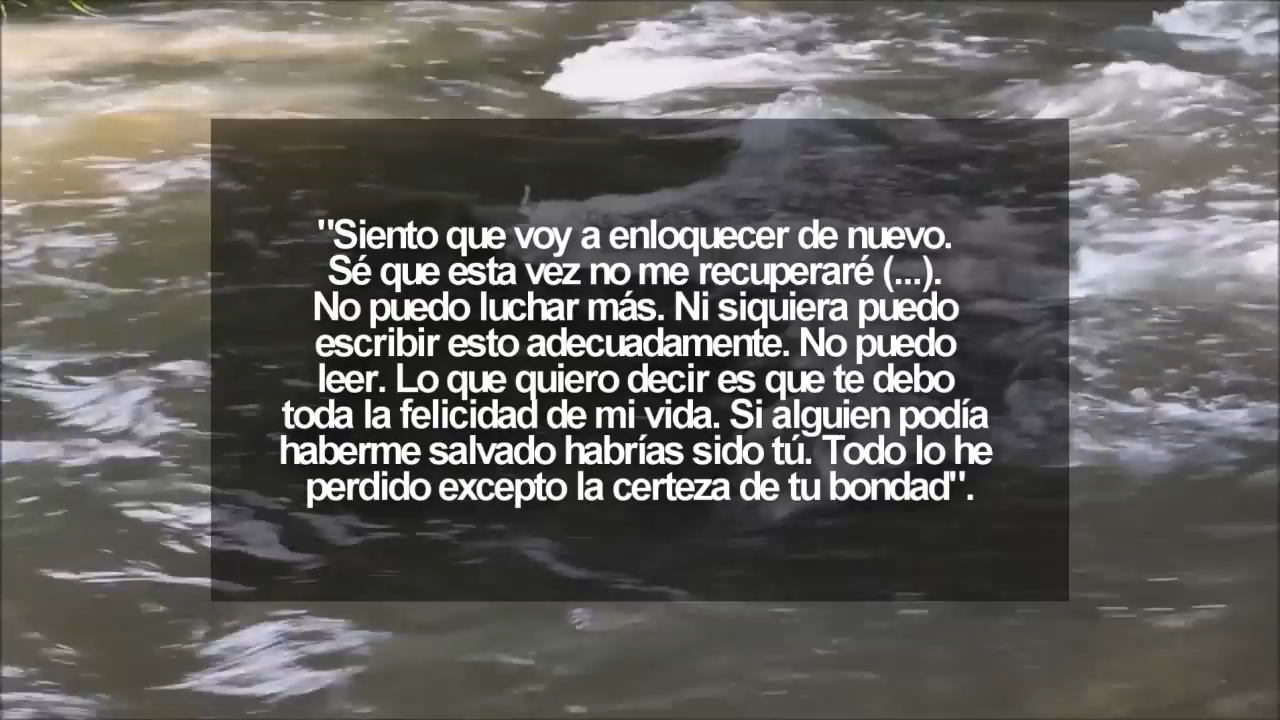 "Siento que voy a enloquecer de nuevo.
Sé que esta vez no me recuperaré (...).
No puedo luchar más. Ni siquiera puedo
escribir esto adecuadamente. No puedo
leer. Lo que quiero decir es que te debo
toda la felicidad de mi vida. Si alguien podía
haberme salvado habrías sido tú. Todo lo he
perdido excepto la certeza de tu bondad".